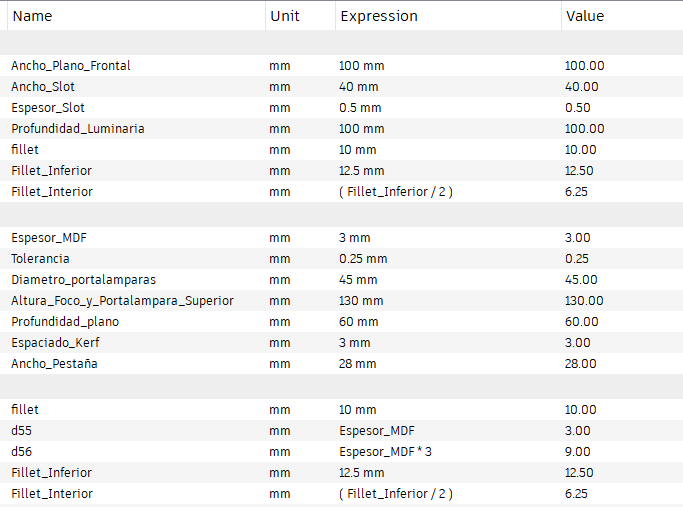 Name Unit Expression Value
Ancho_Plano_Frontal mm 100 mm 100.00
Ancho_Slot mm 40 mm 40.00
Espesor_Slot mm 0.5 mm 0.50
Profundidad_Luminaria mm 100 mm 100.00
fillet mm 10 mm 10.00
Fillet_Inferior mm 12.5 mm 12.50
Fillet_Interior mm ( Fillet_Inferior / 2 ) 6.25
Espesor_MDF mm 3 mm 3.00
Tolerancia mm 0.25 mm 0.25
Diametro_portalamparas mm 45 mm 45.00
Altura_Foco_y_Portalampara_Superior mm 130 mm 130.00
Profundidad_plano mm 60 mm 60.00
Espaciado_Kerf mm 3 mm 3.00
Ancho_Pestaña mm 28 mm 28.00
fillet mm 10 mm 10.00
d55 mm Espesor_MDF 3.00
d56 mm Espesor_MDF * 3 9.00
Fillet_Inferior mm 12.5 mm 12.50
Fillet_Interior mm ( Fillet_Inferior / 2 ) 6.25